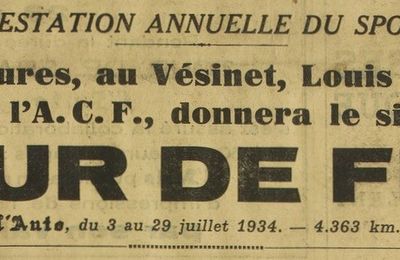 ESTATION ANNUELLE DU SPO
ures, au Vésinet, Louis
l'A.C.F., donnera le si
UR DE F
l'Auto, du 3 au 29 juillet 1934. — 4.363 km.